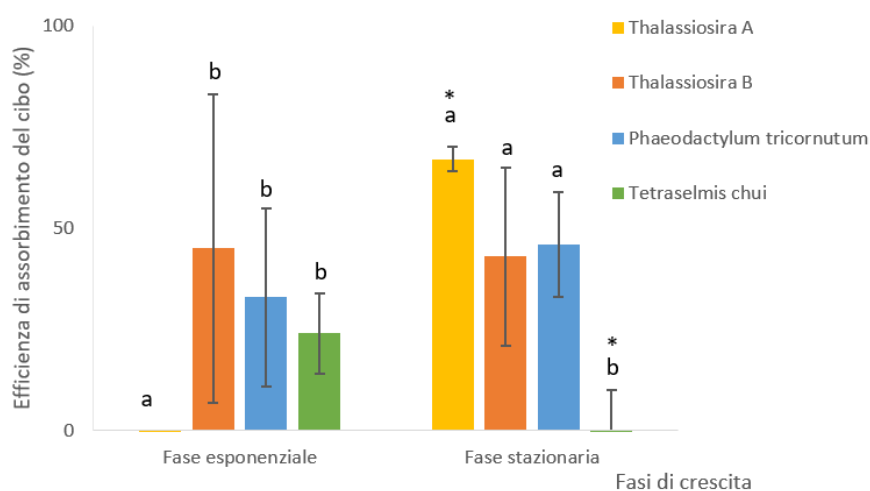 Efficienza di assorbimento del cibo (%)
100
50
0
a
b
b
b
*
a
a
a
*
b
Fase esponenziale
Fase stazionaria
Fasi di crescita
Thalassiosira A
Thalassiosira B
Phaeodactylum tricornutum
Tetraselmis chui